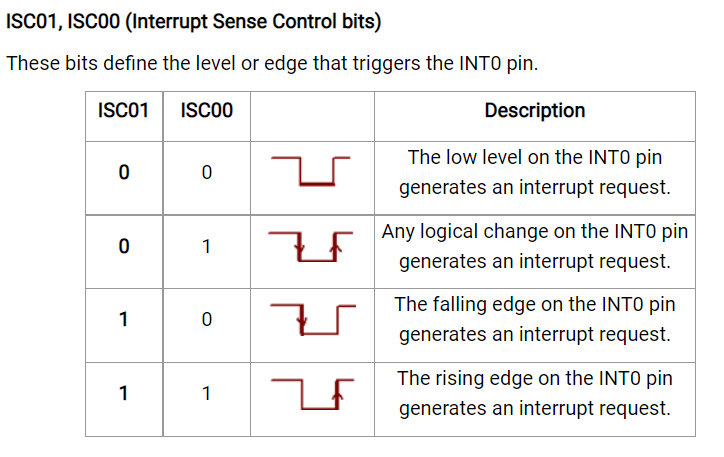 ISC01, ISC00 (Interrupt Sense Control bits)
These bits define the level or edge that triggers the INT0 pin.
ISC01 ISC00 Description
0 0 The low level on the INT0 pin
generates an interrupt request.
0 1 Any logical change on the INT0 pin
generates an interrupt request.
1 0 The falling edge on the INT0 pin
generates an interrupt request.
1 1 The rising edge on the INT0 pin
generates an interrupt request.